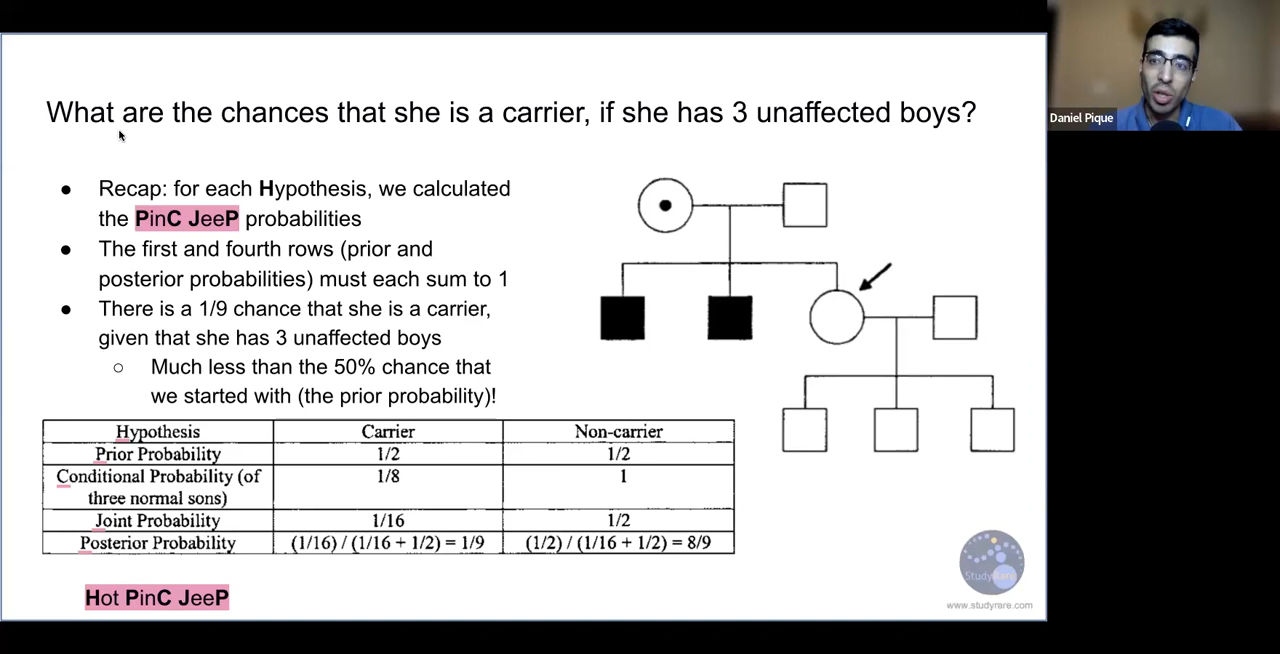 What are the chances that she is a carrier, if she has 3 unaffected boys?
Daniel Pique
● Recap: for each Hypothesis, we calculated
the PinC JeeP probabilities
● The first and fourth rows (prior and
posterior probabilities) must each sum to 1
● There is a 1/9 chance that she is a carrier,
given that she has 3 unaffected boys
○ Much less than the 50% chance that
we started with (the prior probability)!
Hypothesis Carrier Non-carrier
Prior Probability 1/2 1/2
Conditional Probability (of
three normal sons) 1/8 1
Joint Probability 1/16 1/2
Posterior Probability (1/16) / (1/16 + 1/2) = 1/9 (1/2) / (1/16 + 1/2) = 8/9
Hot PinC JeeP
StudyRare
www.studyrare.com